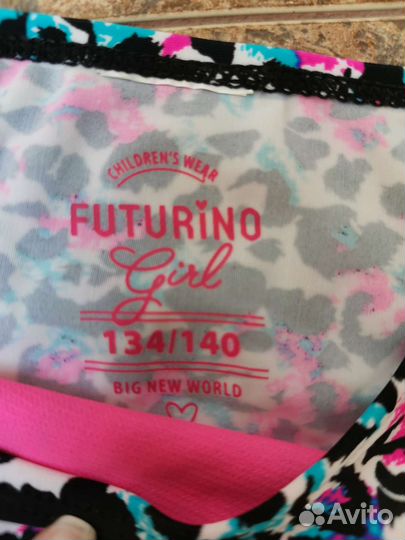 CHILDREN'S WEAR
FUTURiNO
Girl
134/140
BIG NEW WORLD
Avito